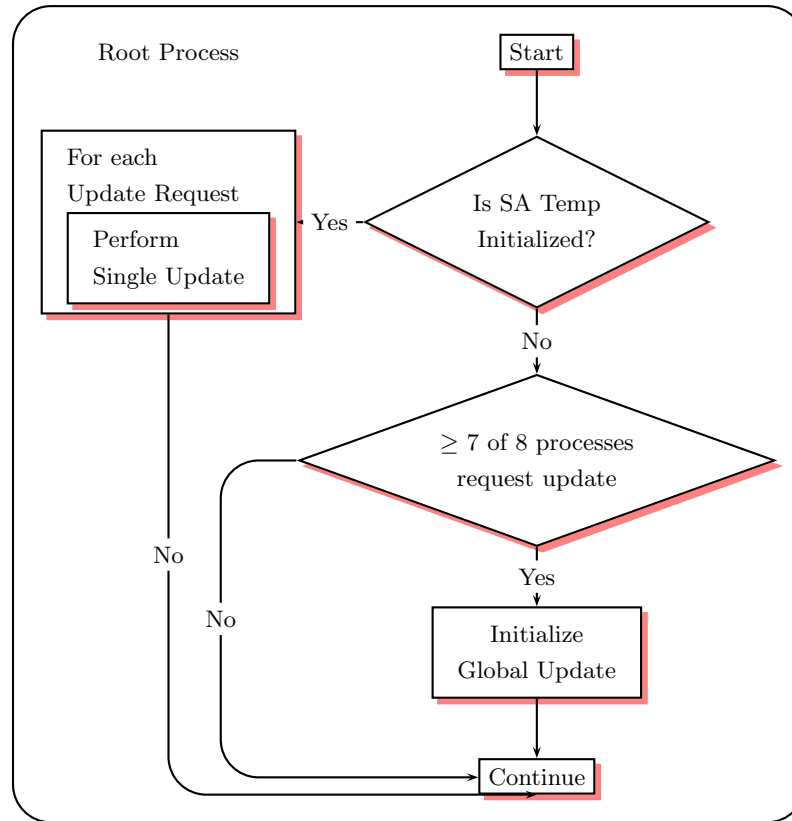 Root Process
Start
For each
Update Request
Perform
Single Update
Yes
Is SA Temp
Initialized?
No
≥ 7 of 8 processes
request update
No
Yes
No
Initialize
Global Update
Continue